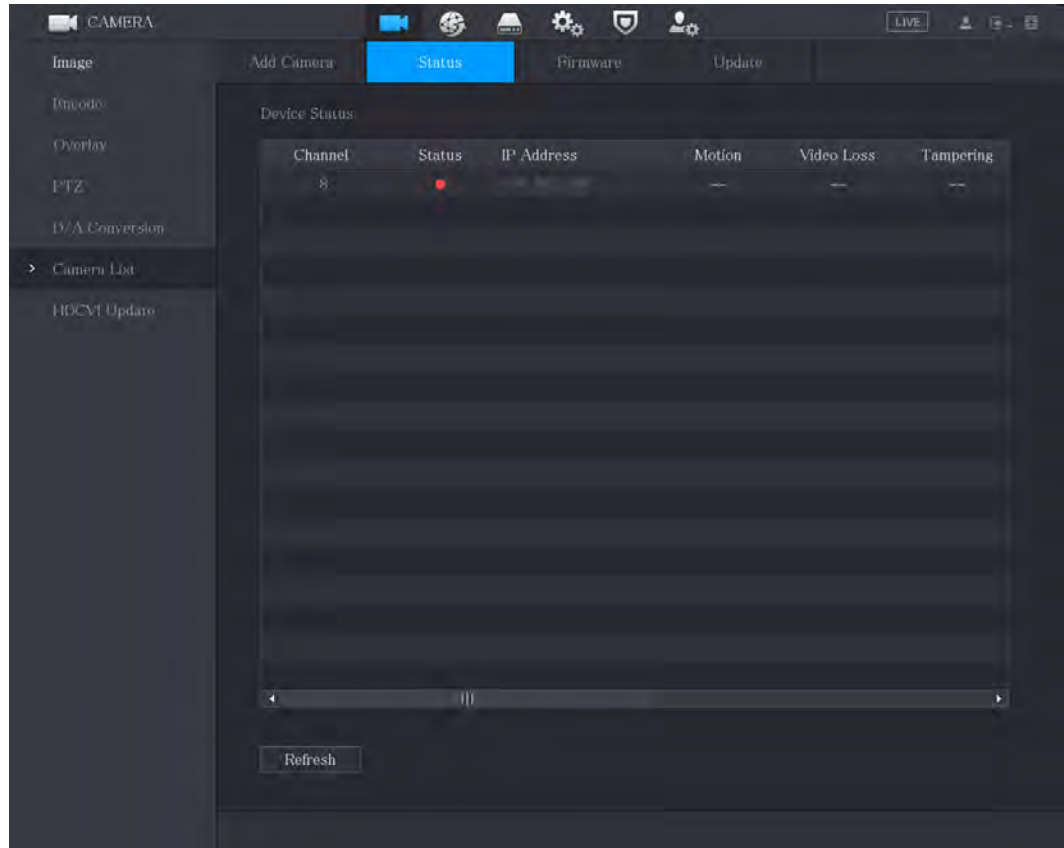 CAMERA
LIVE
Image
Add Camera
Status
Firmware
Update
Encode
Device Status
Overlay
Channel
Status
IP Address
Motion
Video Loss
Tampering
PTZ
8
--
--
--
D/A Conversion
Camera List
HDCVI Update
Refresh